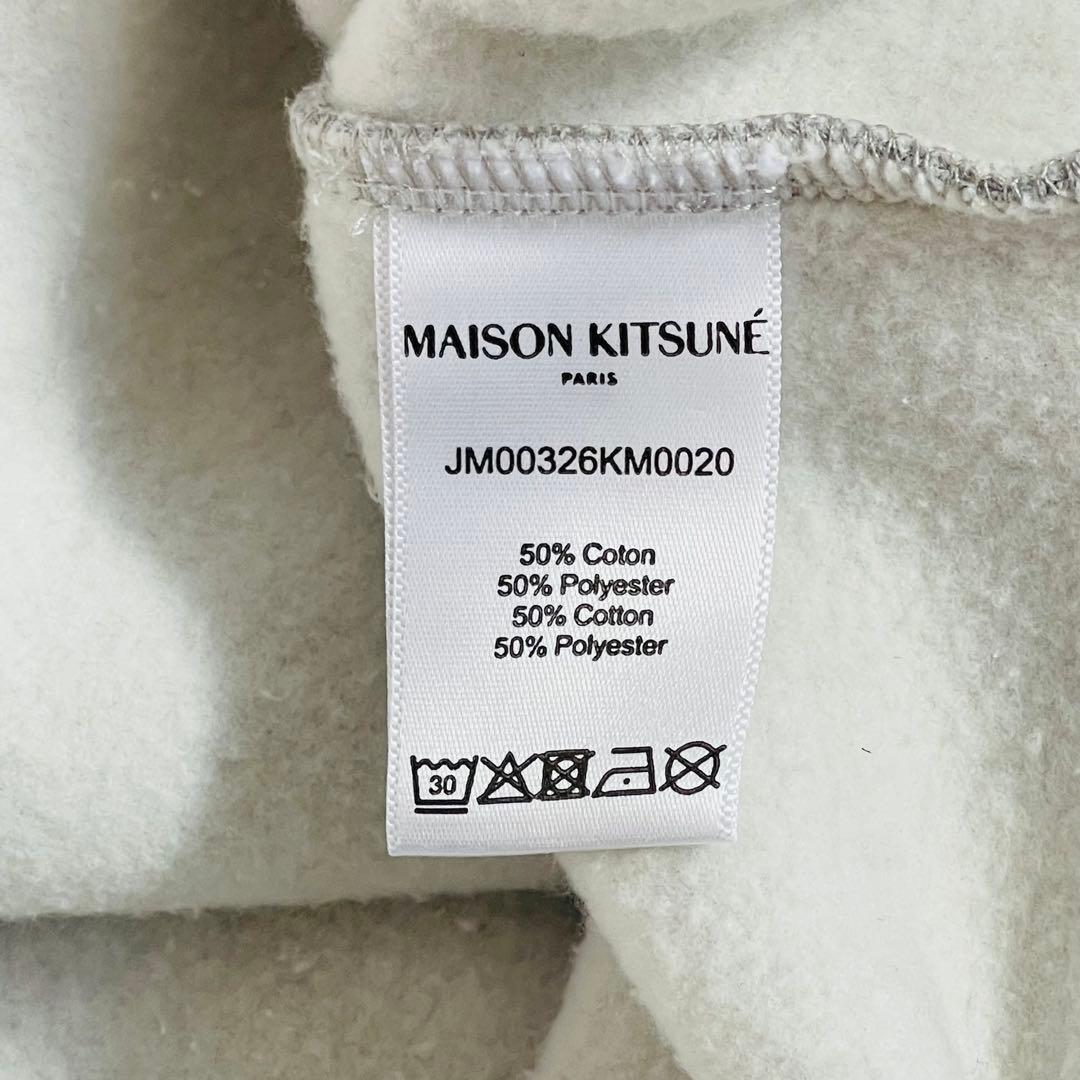 MAISON KITSUNÉ
PARIS
JM00326KM0020
50% Coton
50% Polyester
50% Cotton
50% Polyester
30